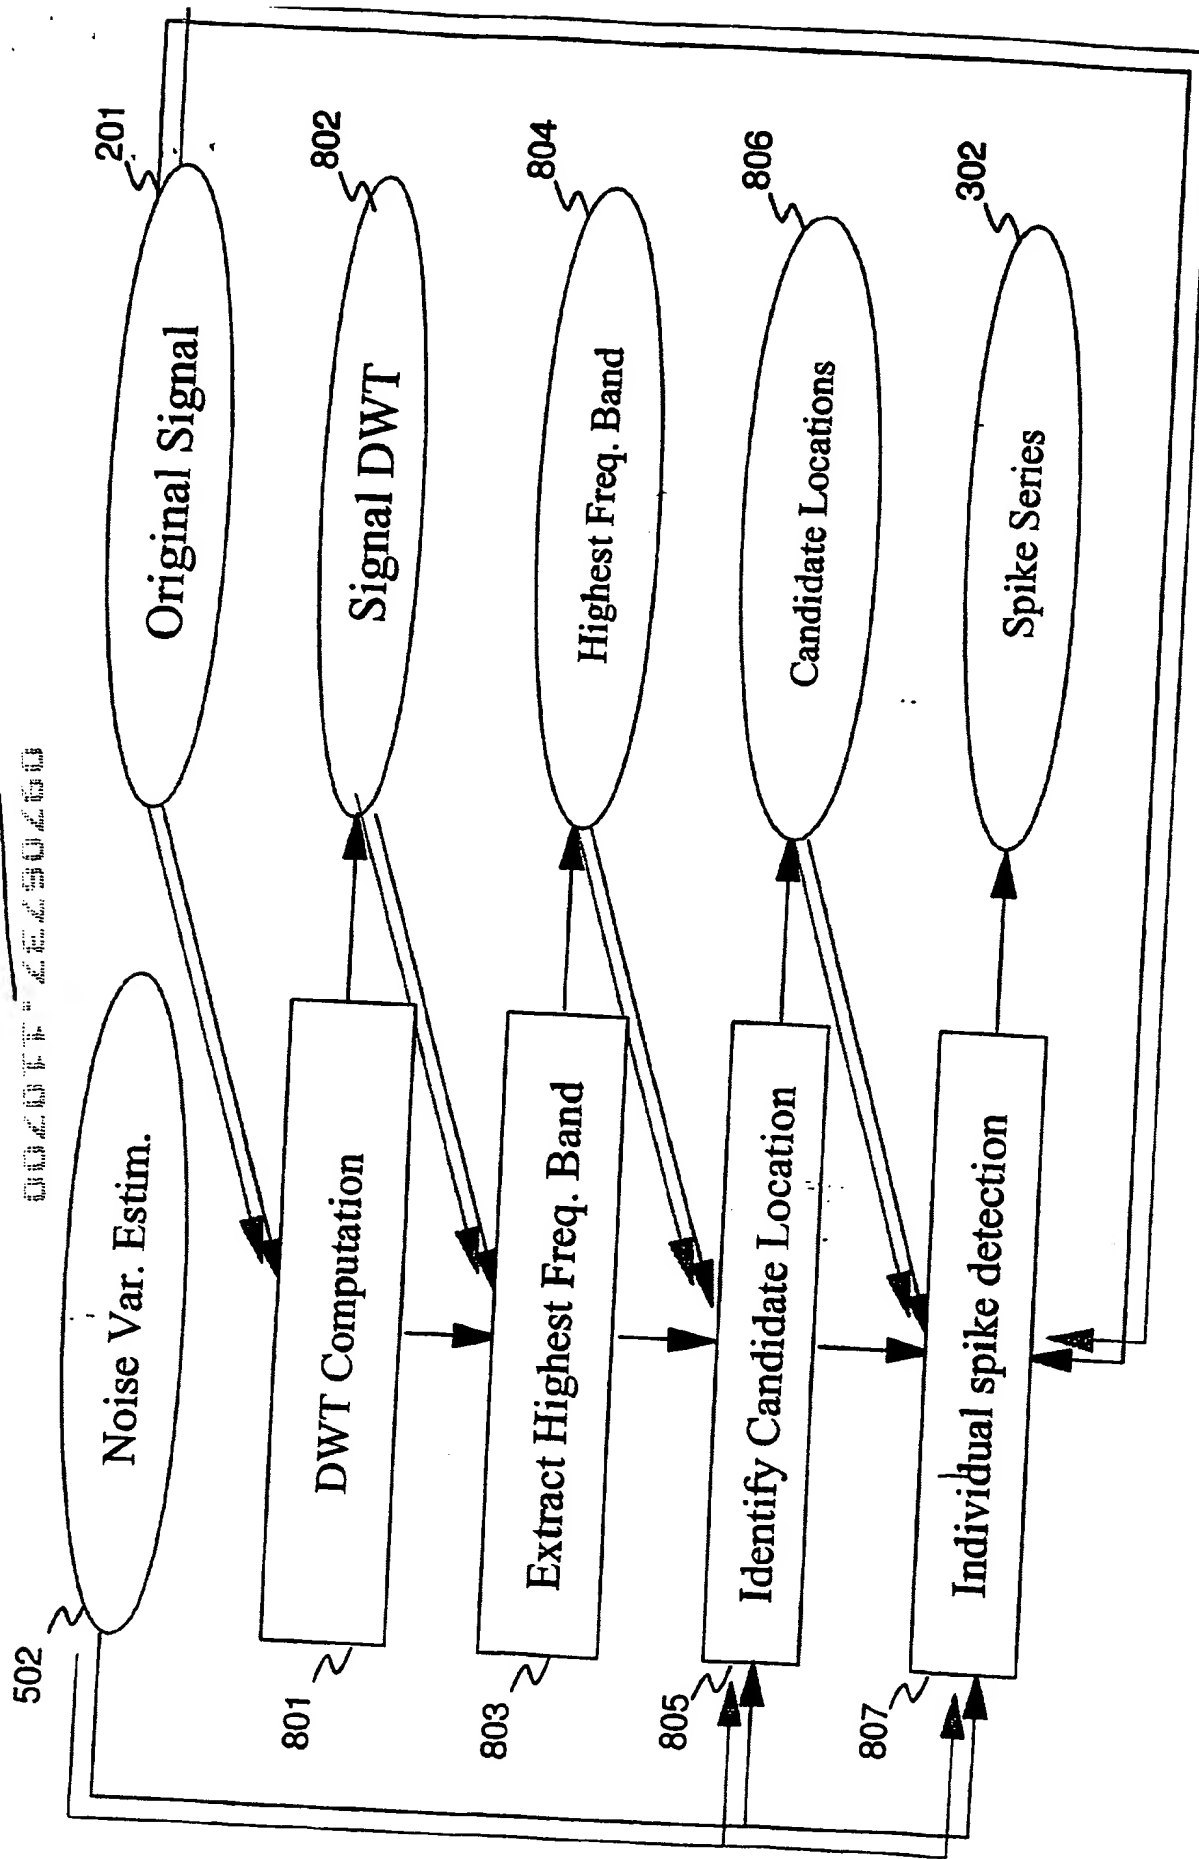 502
Noise Var. Estim.
Original Signal
201
801
DWT Computation
Signal DWT
802
803
Extract Highest Freq. Band
Highest Freq. Band
804
805
Identify Candidate Location
Candidate Locations
806
807
Individual spike detection
Spike Series
302